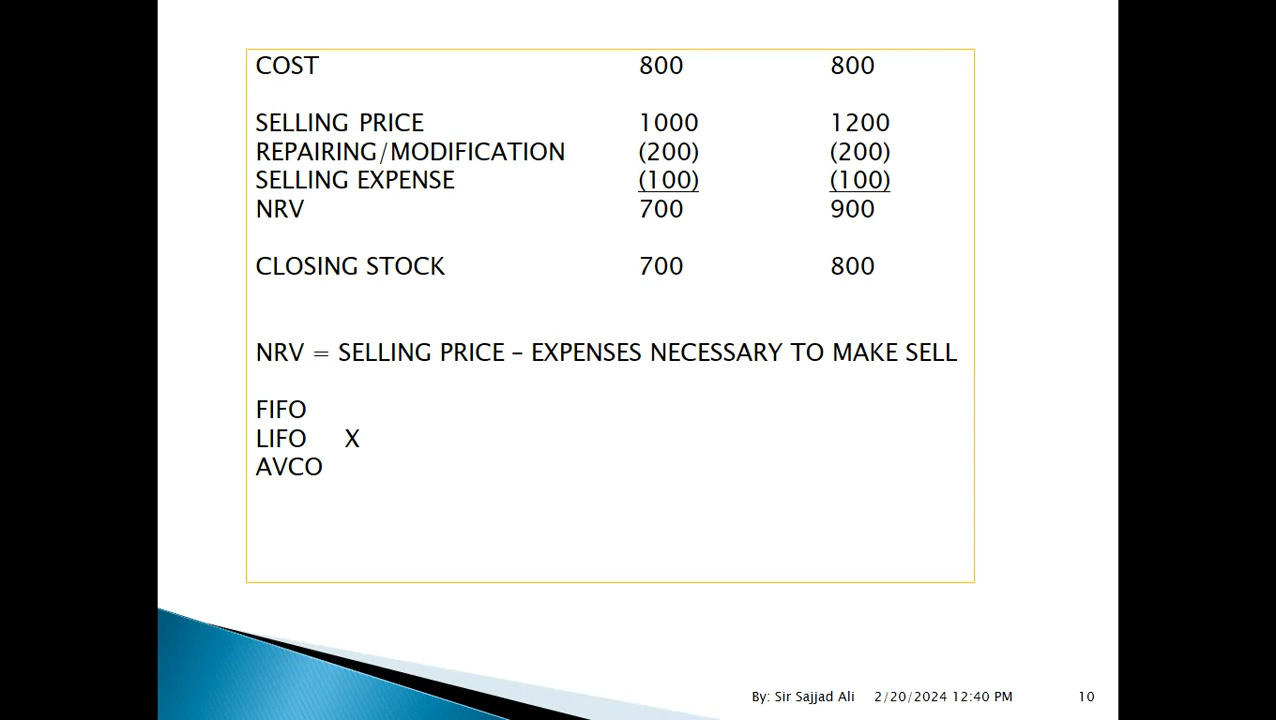 COST 800 800
SELLING PRICE 1000 1200
REPAIRING/MODIFICATION (200) (200)
SELLING EXPENSE (100) (100)
NRV 700 900
CLOSING STOCK 700 800
NRV = SELLING PRICE – EXPENSES NECESSARY TO MAKE SELL
FIFO
LIFO X
AVCO
By: Sir Sajjad Ali 2/20/2024 12:40 PM 10